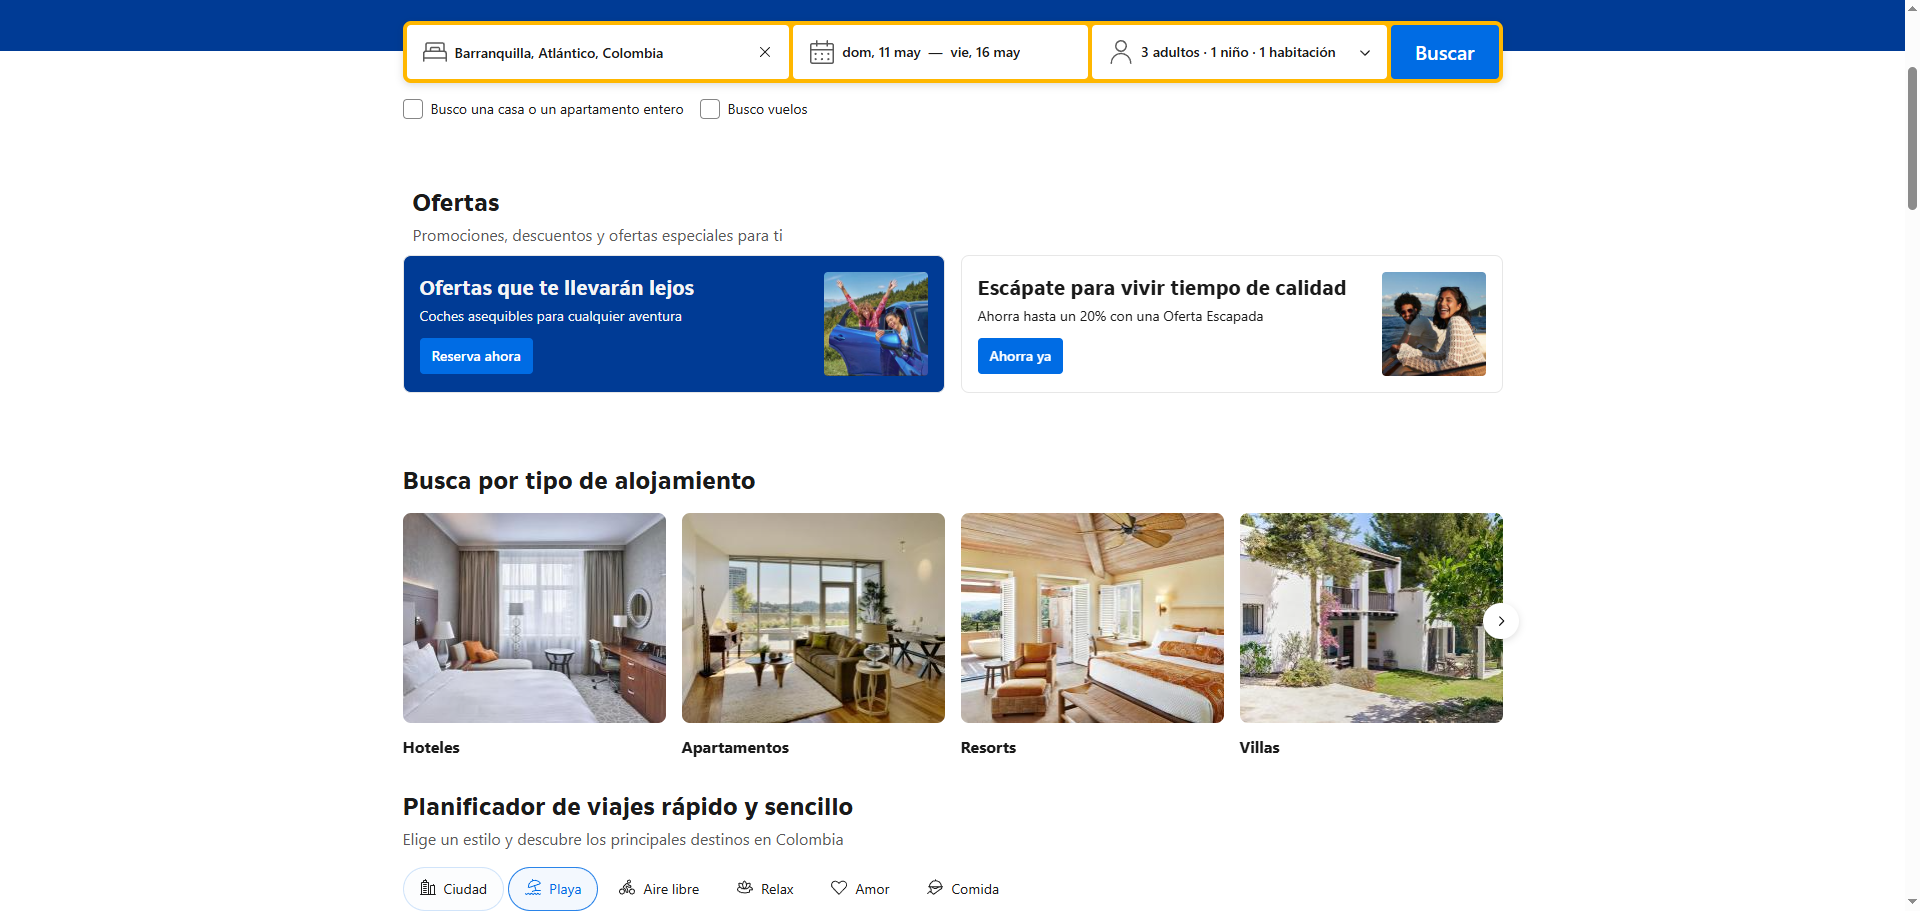 Barranquilla, Atlántico, Colombia
dom, 11 may — vie, 16 may
3 adultos · 1 niño · 1 habitación
Buscar
Busco una casa o un apartamento entero
Busco vuelos
Ofertas
Promociones, descuentos y ofertas especiales para ti
Ofertas que te llevarán lejos
Coches asequibles para cualquier aventura
Reserva ahora
Escápate para vivir tiempo de calidad
Ahorra hasta un 20% con una Oferta Escapada
Ahorra ya
Busca por tipo de alojamiento
Hoteles
Apartamentos
Resorts
Villas
Planificador de viajes rápido y sencillo
Elige un estilo y descubre los principales destinos en Colombia
Ciudad
Playa
Aire libre
Relax
Amor
Comida